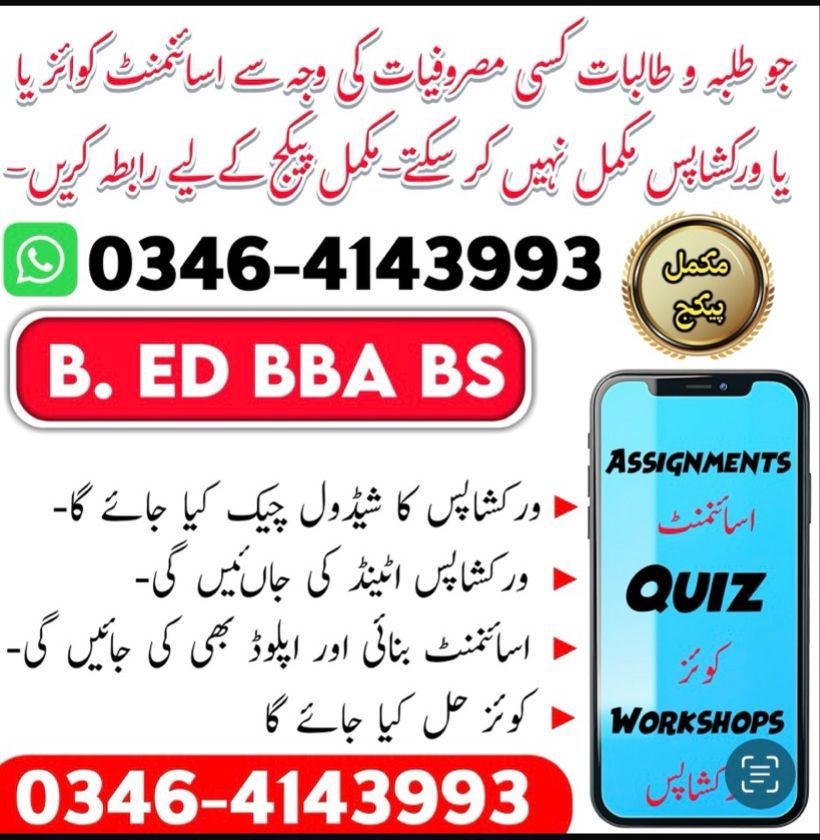 جو طلبہ و طالبات کسی مصروفیات کی وجہ سے اسائنمنٹ کوائز یا
یا ورکشاپس مکمل نہیں کر سکتے-مکمل پیکج کے لیے رابطہ کریں-
0346-4143993
مکمل
پیکج
B. ED BBA BS
ورکشاپس کا شیڈول چیک کیا جائے گا-
ورکشاپس اٹینڈ کی جائیں گی-
اسائنمنٹ بنائی اور اپلوڈ بھی کی جائیں گی-
کوئز حل کیا جائے گا
ASSIGNMENTS
اسائنمنٹ
QUIZ
کوئز
WORKSHOPS
0346-4143993